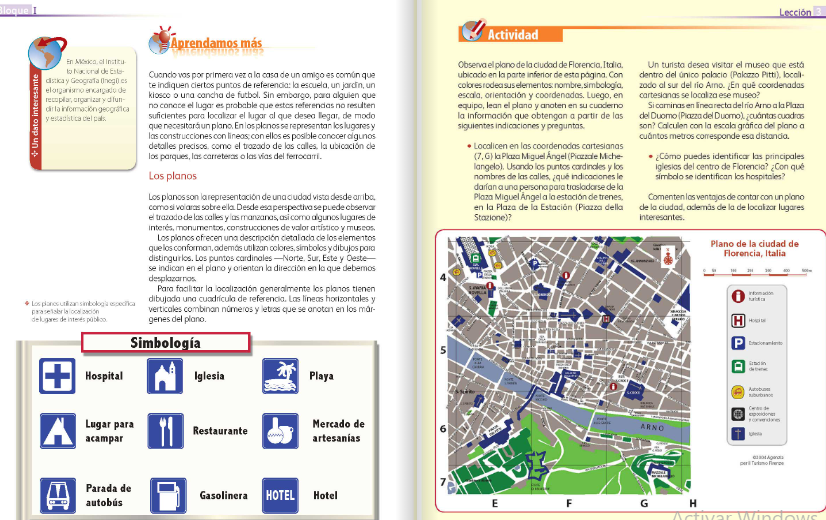 Bloque I
En México, el Institu-
to Nacional de Esta-
dística y Geografía (Inegi) es
el organismo encargado de
recopilar, organizar y difun-
dir la información geográfica
y estadística del país.
Un dato interesante
Aprendamos más
Cuando vas por primera vez a la casa de un amigo es común que
te indiquen ciertos puntos de referencia: la escuela, un jardín, un
kiosco o una cancha de futbol. Sin embargo, para alguien que
no conoce el lugar es probable que estas referencias no resulten
suficientes para localizar el lugar al que desea llegar, de modo
que necesitará un plano. En los planos se representan los lugares y
las construcciones con líneas; con ellos es posible conocer algunos
detalles precisos, como el trazado de las calles, la ubicación de
los parques, las carreteras o las vías del ferrocarril.
Los planos
Los planos son la representación de una ciudad vista desde arriba,
como si volaras sobre ella. Desde esa perspectiva se puede observar
el trazado de las calles y las manzanas, así como algunos lugares de
interés, monumentos, construcciones de valor artístico y museos.
Los planos ofrecen una descripción detallada de los elementos
que los conforman, además utilizan colores, símbolos y dibujos para
distinguirlos. Los puntos cardinales —Norte, Sur, Este y Oeste—
se indican en el plano y orientan la dirección en la que debemos
desplazarnos.
Para facilitar la localización generalmente los planos tienen
dibujada una cuadrícula de referencia. Las líneas horizontales y
verticales combinan números y letras que se anotan en los már-
genes del plano.
Los planos utilizan simbología específica
para señalar la localización
de lugares de interés público.
Simbología
Hospital
Iglesia
Playa
Lugar para
acampar
Restaurante
Mercado de
artesanías
Parada de
autobús
Gasolinera
HOTEL
Hotel
Lección 3
Actividad
Observa el plano de la ciudad de Florencia, Italia,
ubicado en la parte inferior de esta página. Con
colores rodea sus elementos: nombre, simbología,
escala, orientación y coordenadas. Luego, en
equipo, lean el plano y anoten en su cuaderno
la información que obtengan a partir de las
siguientes indicaciones y preguntas.
Localicen en las coordenadas cartesianas
(7, G) la Plaza Miguel Ángel (Piazzale Miche-
langelo). Usando los puntos cardinales y los
nombres de las calles, ¿qué indicaciones le
darían a una persona para trasladarse de la
Plaza Miguel Ángel a la estación de trenes,
en la Plaza de la Estación (Piazza della
Stazione)?
Un turista desea visitar el museo que está
dentro del único palacio (Palazzo Pitti), locali-
zado al sur del río Arno. ¿En qué coordenadas
cartesianas se localiza ese museo?
Si caminas en línea recta del río Arno a la Plaza
del Duomo (Piazza del Duomo), ¿cuántas cuadras
son? Calculen con la escala gráfica del plano a
cuántos metros corresponde esa distancia.
¿Cómo puedes identificar las principales
iglesias del centro de Florencia? ¿Con qué
símbolo se identifican los hospitales?
Comenten las ventajas de contar con un plano
de la ciudad, además de la de localizar lugares
interesantes.
Plano de la ciudad de
Florencia, Italia
Información
turística
Hospital
Estacionamiento
Estación
de trenes
Autobuses
suburbanos
Centro de
exposiciones
o convenciones
Iglesia
4
5
6
7
E
F
G
H
ARNO
Activar Windows